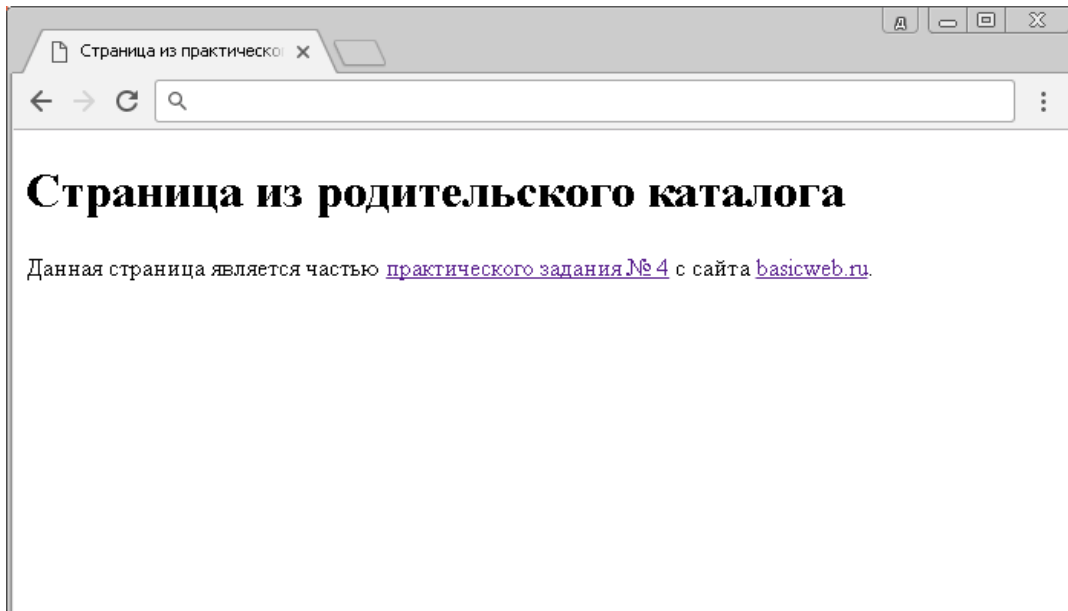 Д
Страница из практическо
Страница из родительского каталога
Данная страница является частью практического задания № 4 с сайта basicweb.ru.